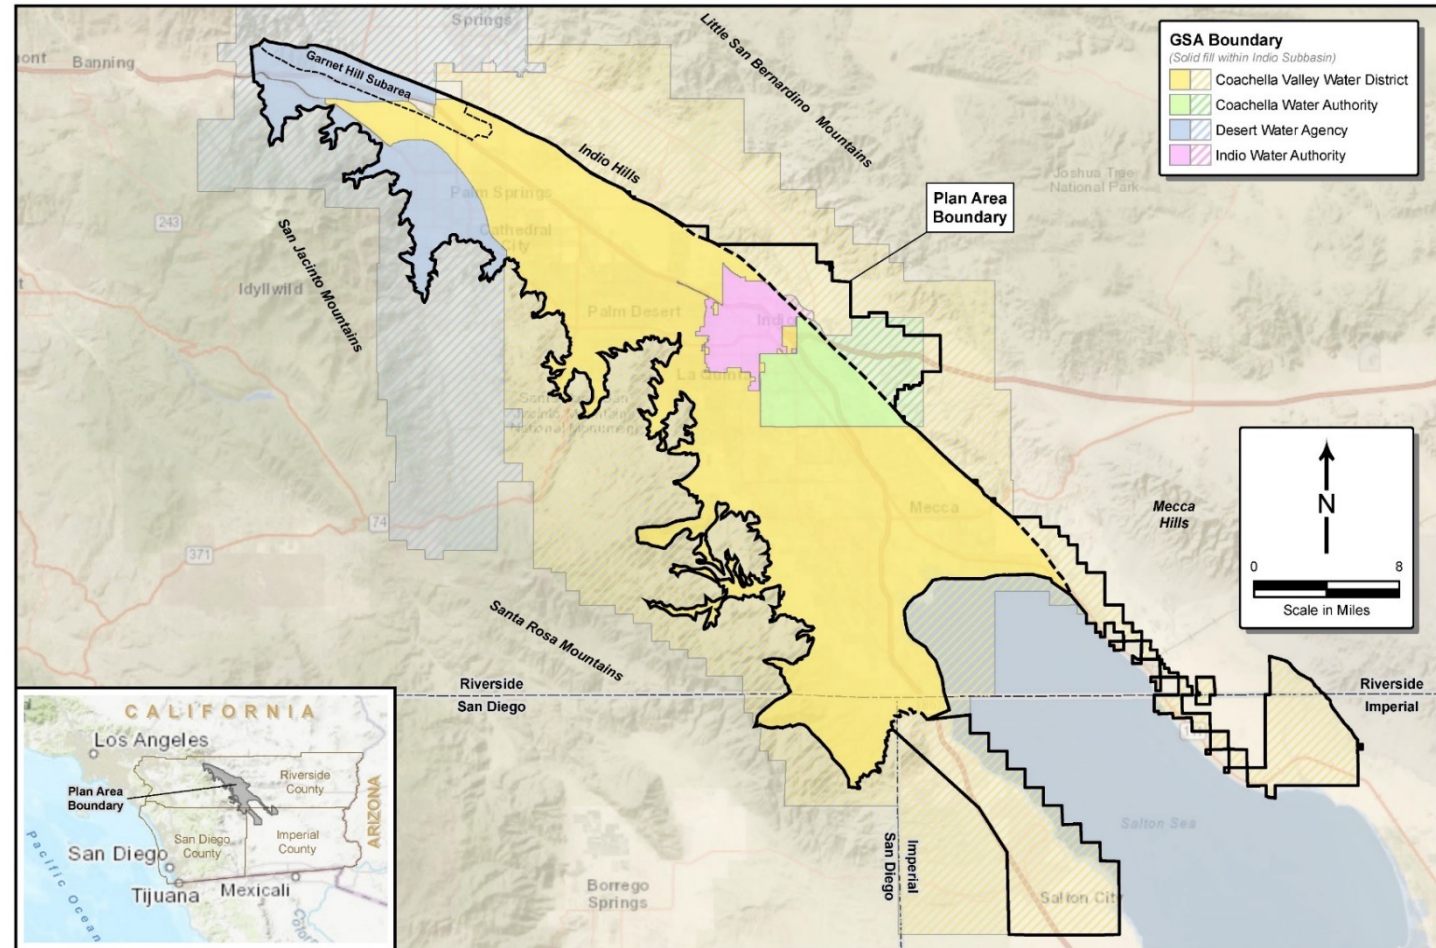 Springs
Banning
Garnet Hill Subarea
Little San Bernardino Mountains
Indio Hills
GSA Boundary
(Solid fill within Indio Subbasin)
Coachella Valley Water District
Coachella Water Authority
Desert Water Agency
Indio Water Authority
Joshua Tree
National Park
Plan Area
Boundary
Palm Springs
Cathedral
City
243
San Jacinto Mountains
Idyllwild
Palm Desert
Indio
La Quinta
National Monument
74
371
Mecca
Mecca
Hills
N
0 8
Scale in Miles
Santa Rosa Mountains
Riverside
San Diego
Riverside
Imperial
Salton Sea
Imperial
San Diego
Salton City
Borrego
Springs
CALIFORNIA
Los Angeles
Riverside
County
Plan Area
Boundary
ARIZONA
San Diego
County
Imperial
County
San Diego
Tijuana
Mexicali
Pacific Ocean